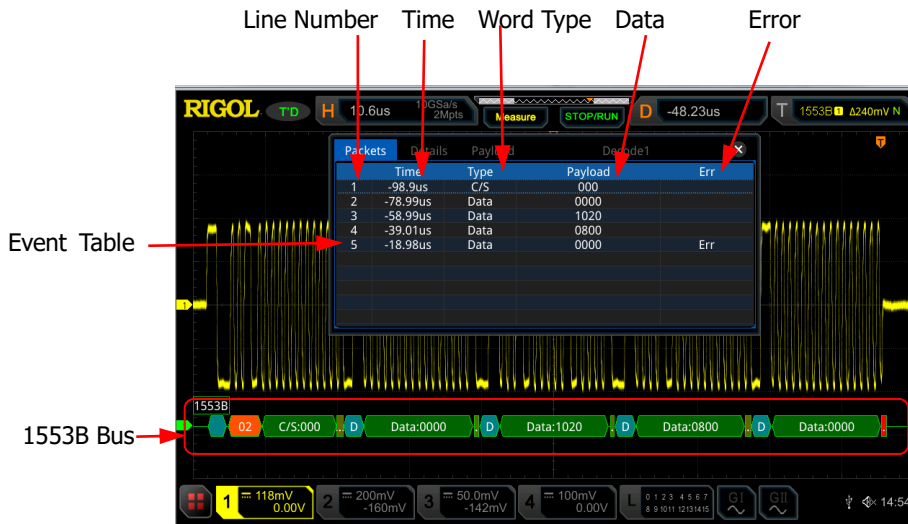 Line Number Time Word Type Data Error
RIGOL T'D H 10.6us 10GSa/s 2Mpts Measure STOP/RUN D -48.23us T 1553B 1 Δ240mV N
T
Packets Details Payload Decode1 ×
Time Type Payload Err
1 -98.9us C/S 000
2 -78.99us Data 0000
3 -58.99us Data 1020
4 -39.01us Data 0800
5 -18.98us Data 0000 Err
Event Table
1
1553B
02 C/S:000 D Data:0000 D Data:1020 D Data:0800 D Data:0000
1553B Bus
1 118mV 0.00V 2 200mV -160mV 3 50.0mV -142mV 4 100mV 0.00V L 0 1 2 3 4 5 6 7 8 9 10 11 12 13 14 15 GI GII 14:54